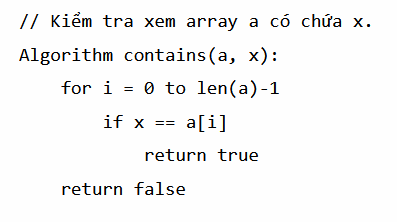 // Kiểm tra xem array a có chứa x.
Algorithm contains(a, x):
    for i = 0 to len(a)-1
        if x == a[i]
            return true
    return false